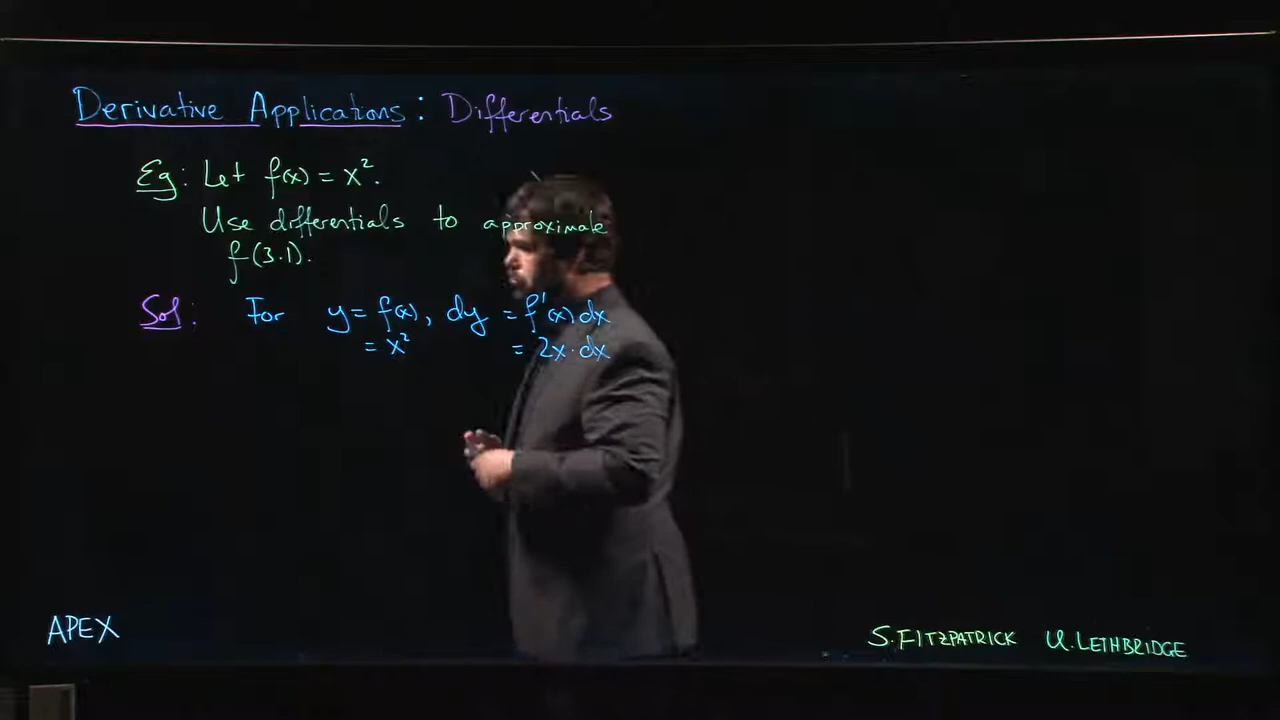 Derivative Applications: Differentials
Eg: Let f(x) = x².
Use differentials to approximate
f(3.1).
Sol: For y = f(x), dy = f'(x)dx
= x² = 2x·dx
APEX
S.FITZPATRICK U.LETHBRIDGE